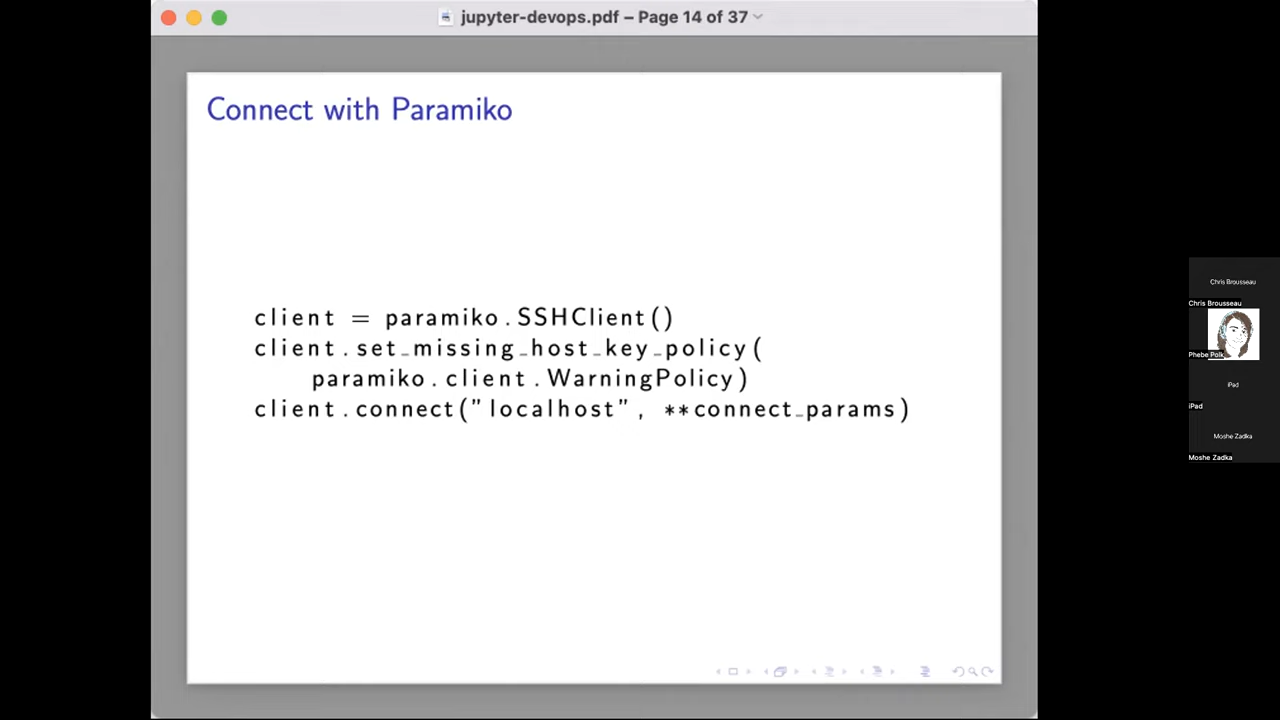 jupyter-devops.pdf – Page 14 of 37
Connect with Paramiko
client = paramiko.SSHClient()
client.set_missing_host_key_policy(
    paramiko.client.WarningPolicy)
client.connect("localhost", **connect_params)
Chris Brousseau
Chris Brousseau
Phebe Polk
iPad
iPad
Moshe Zadka
Moshe Zadka